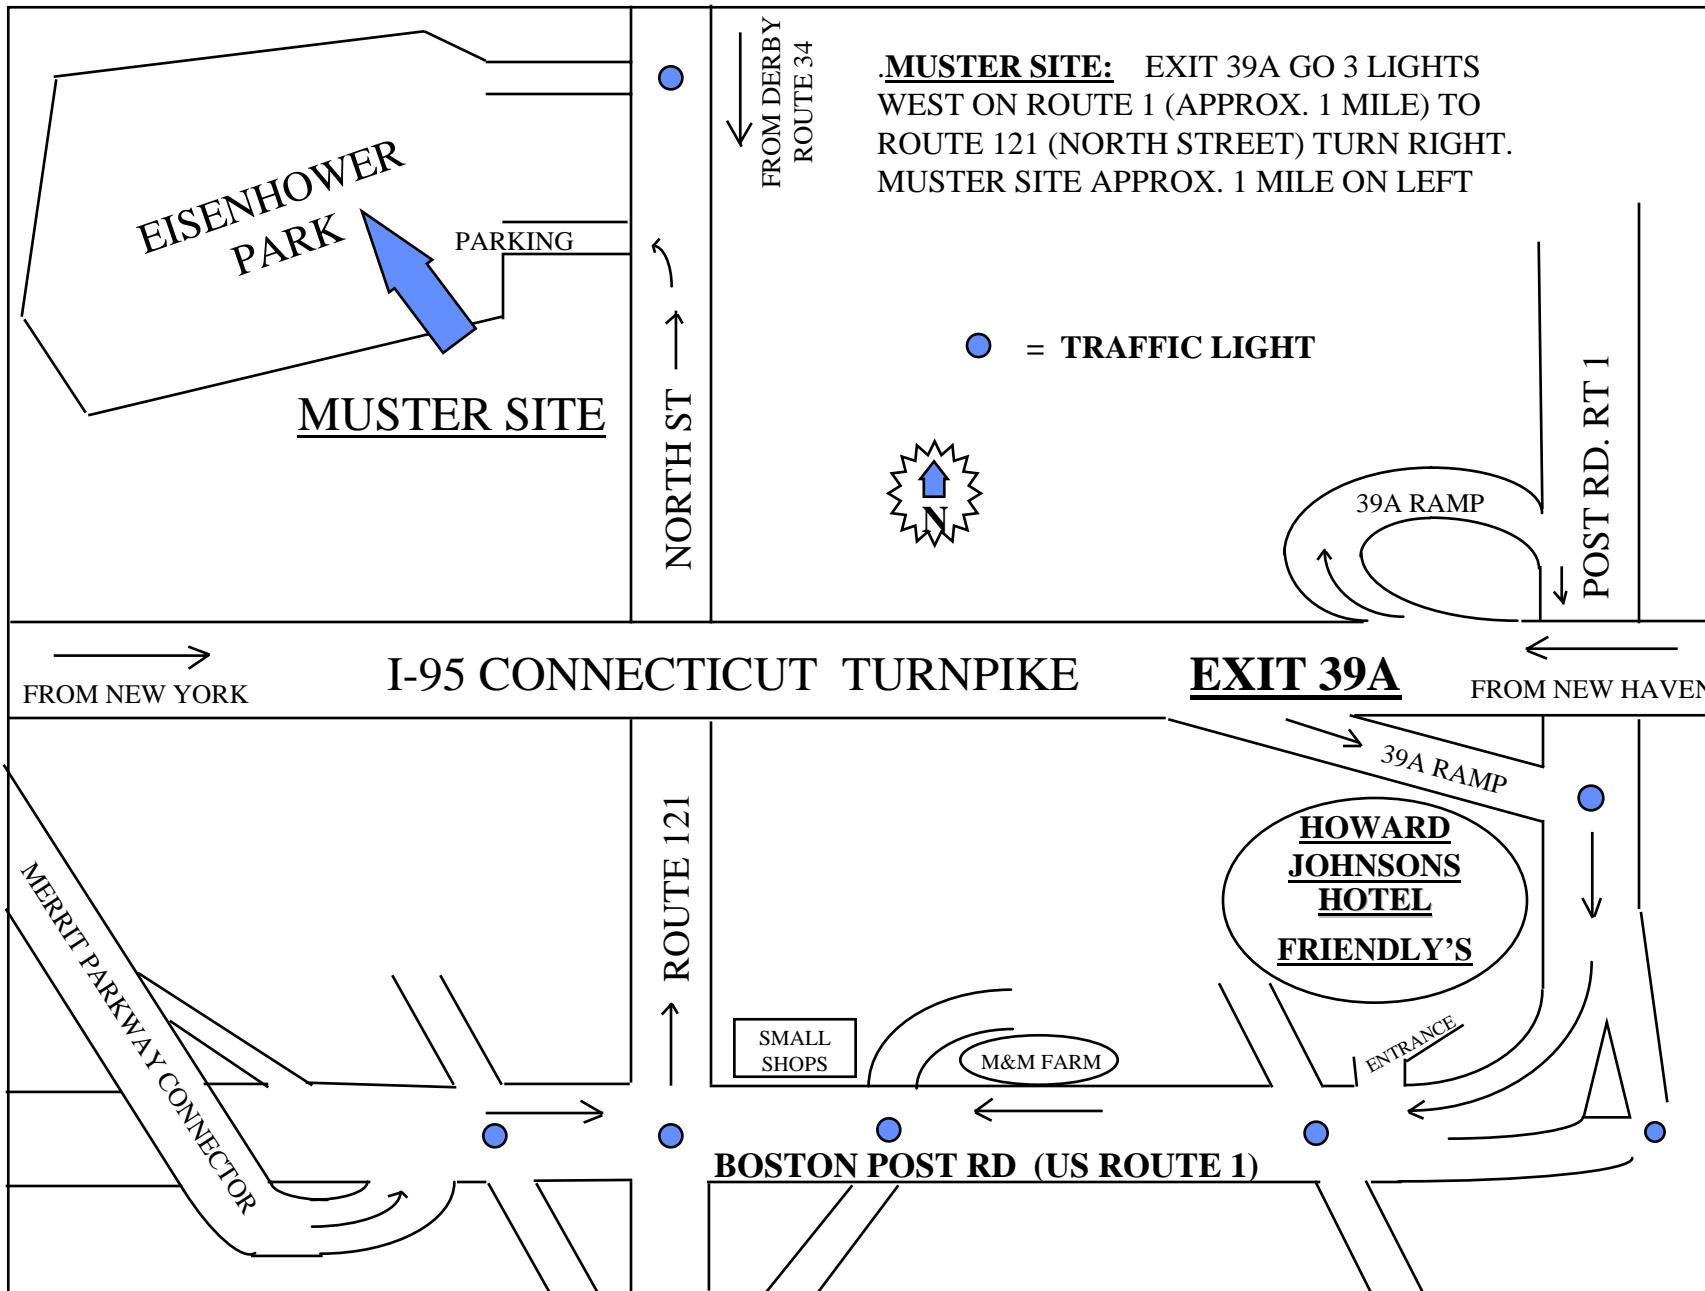 FROM DERBY
ROUTE 34
.MUSTER SITE: EXIT 39A GO 3 LIGHTS
WEST ON ROUTE 1 (APPROX. 1 MILE) TO
ROUTE 121 (NORTH STREET) TURN RIGHT.
MUSTER SITE APPROX. 1 MILE ON LEFT
EISENHOWER
PARK
PARKING
= TRAFFIC LIGHT
MUSTER SITE
NORTH ST
N
39A RAMP
POST RD. RT 1
I-95 CONNECTICUT TURNPIKE
EXIT 39A
FROM NEW YORK
FROM NEW HAVEN
39A RAMP
HOWARD
JOHNSONS
HOTEL
FRIENDLY'S
ROUTE 121
MERRIT PARKWAY CONNECTOR
SMALL
SHOPS
M&M FARM
ENTRANCE
BOSTON POST RD (US ROUTE 1)